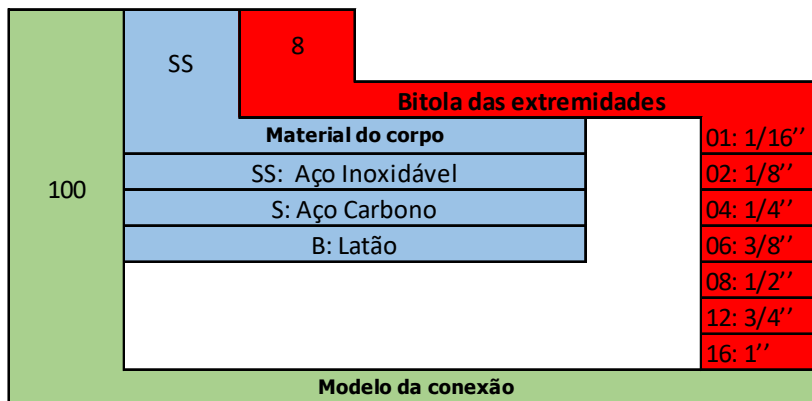 100
SS
8
Bitola das extremidades
Material do corpo
SS: Aço Inoxidável
S: Aço Carbono
B: Latão
01: 1/16’’
02: 1/8’’
04: 1/4’’
06: 3/8’’
08: 1/2’’
12: 3/4’’
16: 1’’
Modelo da conexão